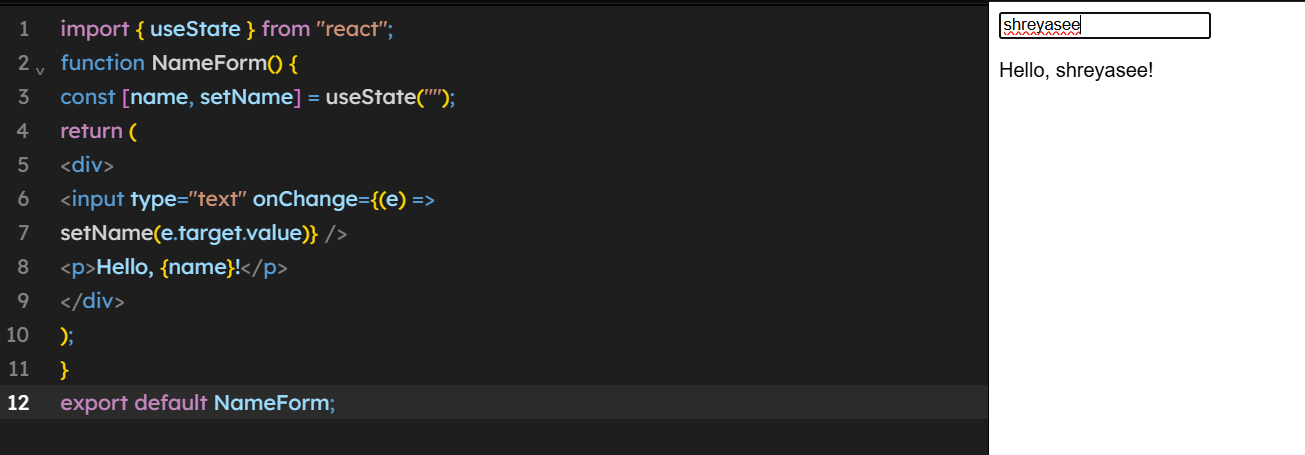 1 import { useState } from "react";
2 function NameForm() {
3 const [name, setName] = useState("");
4 return (
5 <div>
6 <input type="text" onChange={(e) =>
7 setName(e.target.value)} />
8 <p>Hello, {name}!</p>
9 </div>
10 );
11 }
12 export default NameForm;
shreyasee
Hello, shreyasee!